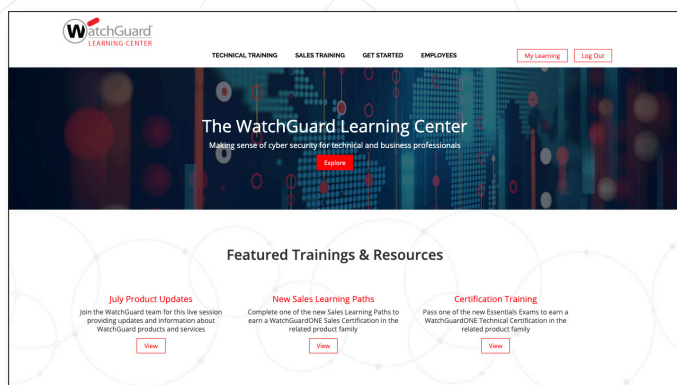 WatchGuard
LEARNING CENTER
TECHNICAL TRAINING SALES TRAINING GET STARTED EMPLOYEES My Learning Log Out
The WatchGuard Learning Center
Making sense of cyber security for technical and business professionals
Explore
Featured Trainings & Resources
July Product Updates
Join the WatchGuard team for this live session
providing updates and information about
WatchGuard products and services
View
New Sales Learning Paths
Complete one of the new Sales Learning Paths to
earn a WatchGuardONE Sales Certification in the
related product family
View
Certification Training
Pass one of our new Essentials Exams to earn a
WatchGuardONE Technical Certification in the
related product family
View